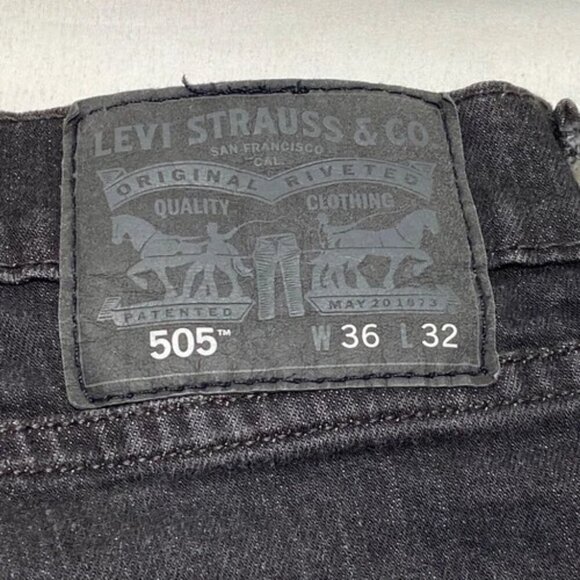 LEVI STRAUSS & CO
SAN FRANCISCO
CAL
ORIGINAL RIVETED
QUALITY CLOTHING
PATENTED MAY 20 1873
505™ W 36 L 32